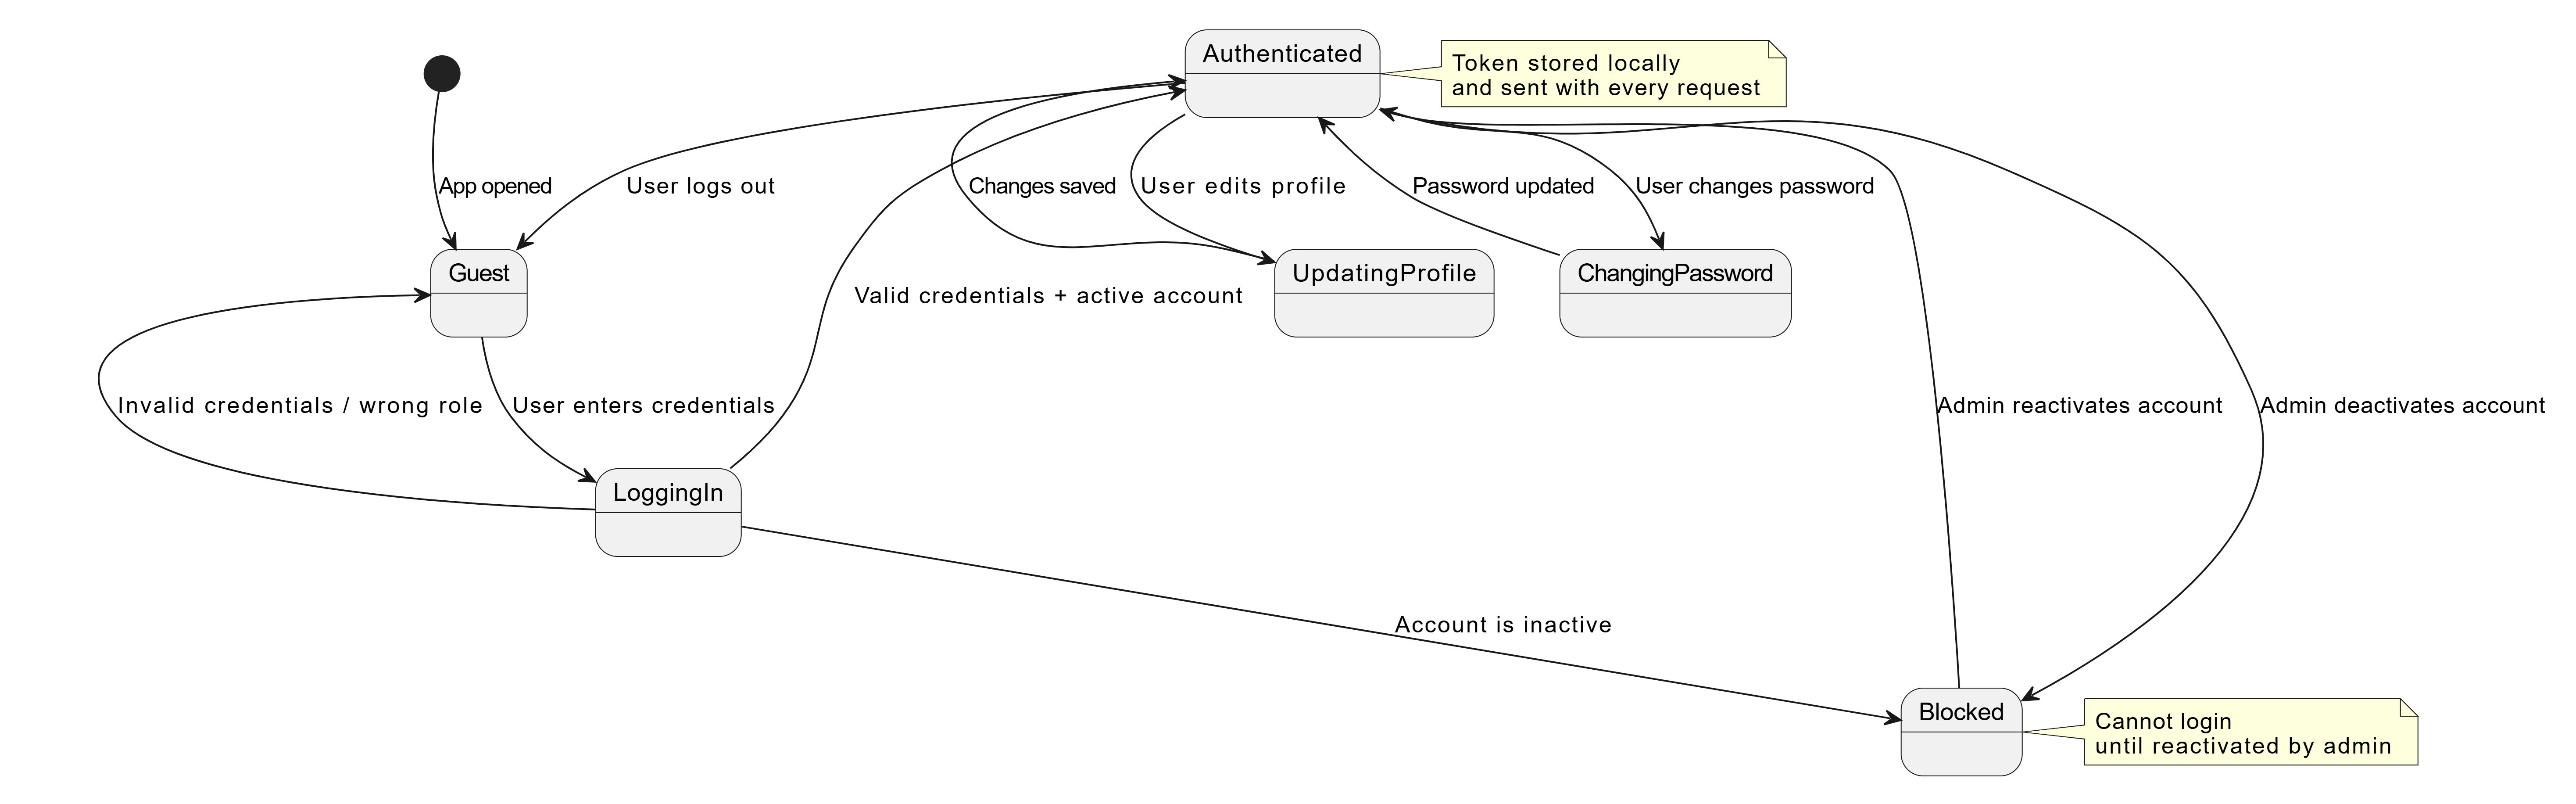 Authenticated
Token stored locally
and sent with every request
App opened
User logs out
Changes saved
User edits profile
Password updated
User changes password
Guest
UpdatingProfile
ChangingPassword
Valid credentials + active account
Invalid credentials / wrong role
User enters credentials
Admin reactivates account
Admin deactivates account
LoggingIn
Account is inactive
Blocked
Cannot login
until reactivated by admin